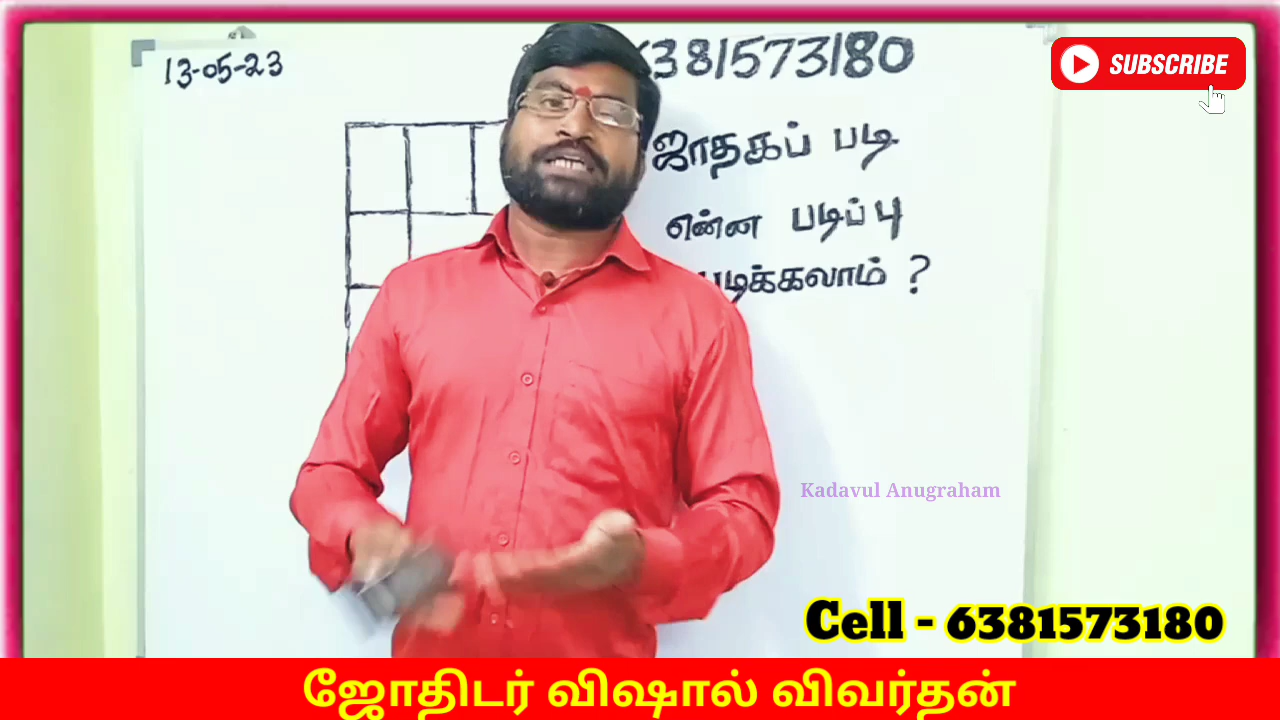 13-05-23
6381573180
SUBSCRIBE
ஜாதகப் படி
என்ன படிப்பு
படிக்கலாம் ?
Kadavul Anugraham
Cell - 6381573180
ஜோதிடர் விஷால் விவர்தன்